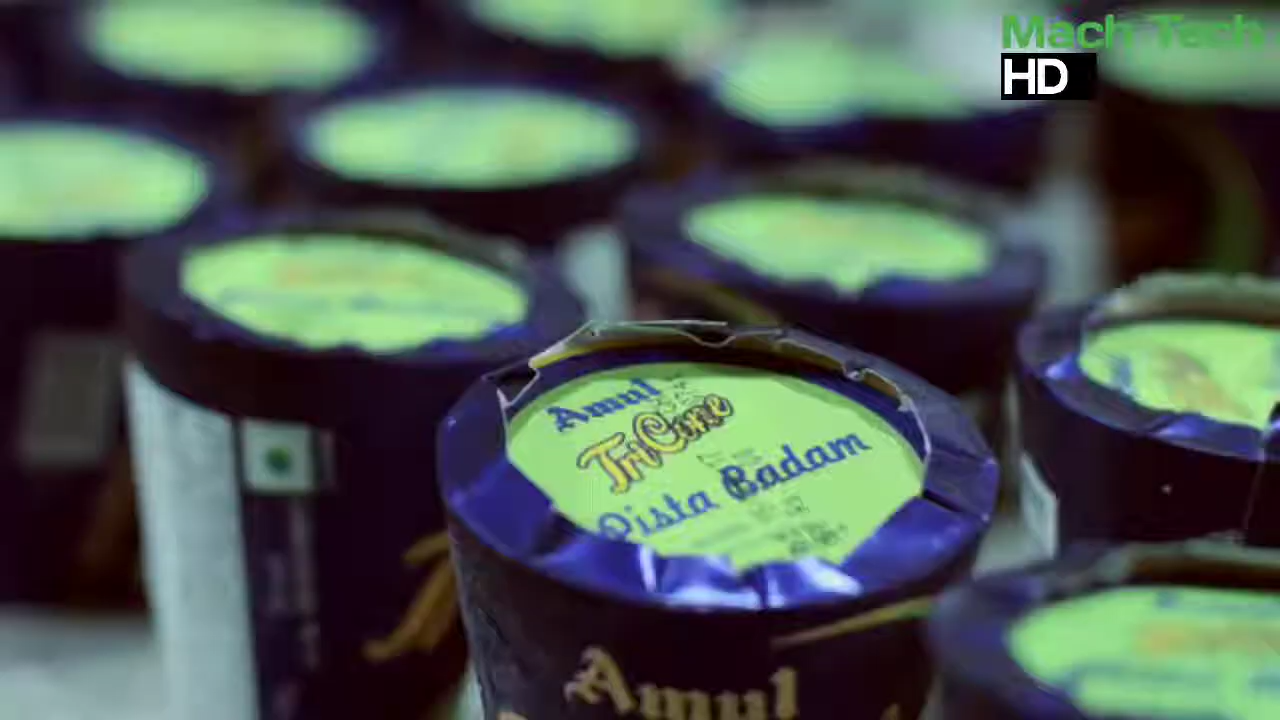 Mach Tech
HD
Amul
TriCone
Pista Badam
Amul